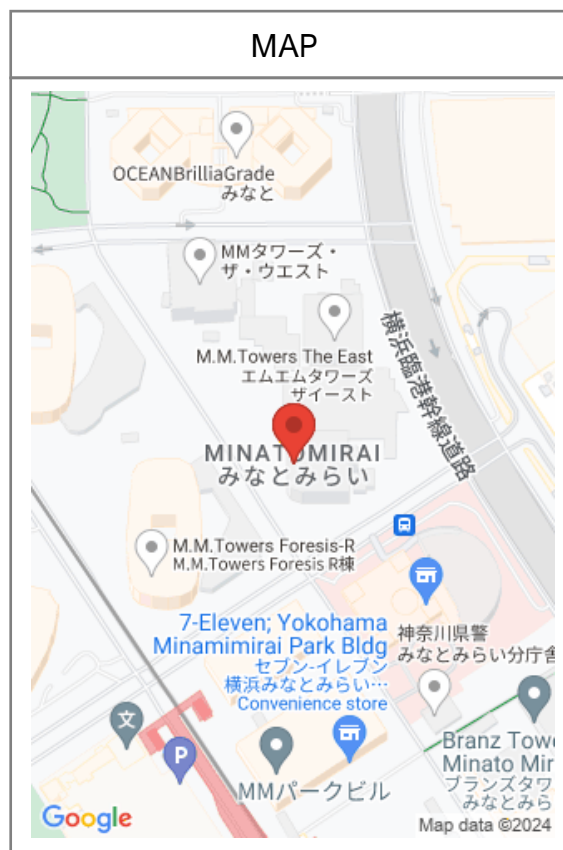 MAP
OCEANBrilliaGrade
みなと
MMタワーズ・
ザ・ウエスト
M.M.Towers The East
エムエムタワーズ
ザイースト
横浜臨港幹線道路
MINATOMIRAI
みなとみらい
M.M.Towers Foresis-R
M.M.Towers Foresis R棟
7-Eleven; Yokohama
Minamimirai Park Bldg
セブン-イレブン
横浜みなとみらい…
Convenience store
神奈川県警
みなとみらい分庁舎
文
P
MMパークビル
Branz Tow
Minato Mir
ブランズタワ
みなとみら
Google
Map data ©2024